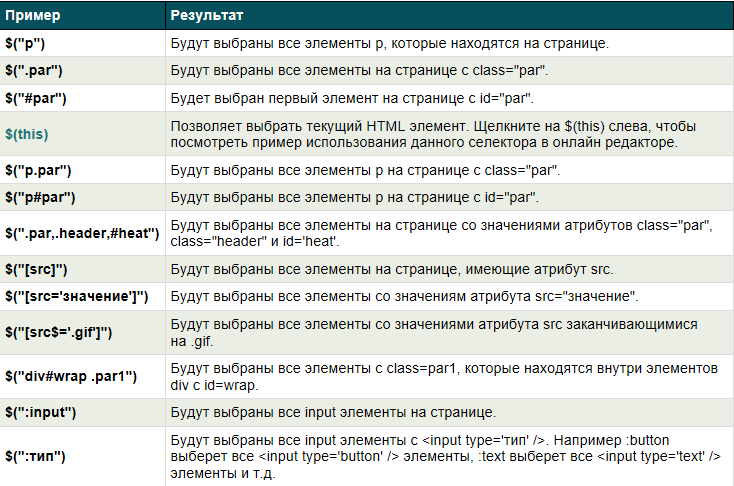 Пример Результат
$("p") Будут выбраны все элементы p, которые находятся на странице.
$(".par") Будут выбраны все элементы на странице с class="par".
$("#par") Будет выбран первый элемент на странице с id="par".
$(this) Позволяет выбрать текущий HTML элемент. Щелкните на $(this) слева, чтобы
посмотреть пример использования данного селектора в онлайн редакторе.
$("p.par") Будут выбраны все элементы p на странице с class="par".
$("p#par") Будут выбраны все элементы p на странице с id="par".
$(".par,.header,#heat") Будут выбраны все элементы на странице со значениями атрибутов class="par",
class="header" и id='heat'.
$("[src]") Будут выбраны все элементы на странице, имеющие атрибут src.
$("[src='значение']") Будут выбраны все элементы со значениям атрибута src="значение".
$("[src$='.gif']") Будут выбраны все элементы со значениями атрибута src заканчивающимися
на .gif.
$("div#wrap .par1") Будут выбраны все элементы с class=par1, которые находятся внутри элементов
div с id=wrap.
$(":input") Будут выбраны все input элементы на странице.
$(":тип") Будут выбраны все input элементы с <input type='тип' />. Например :button
выберет все <input type='button' /> элементы, :text выберет все <input type='text' />
элементы и т.д.